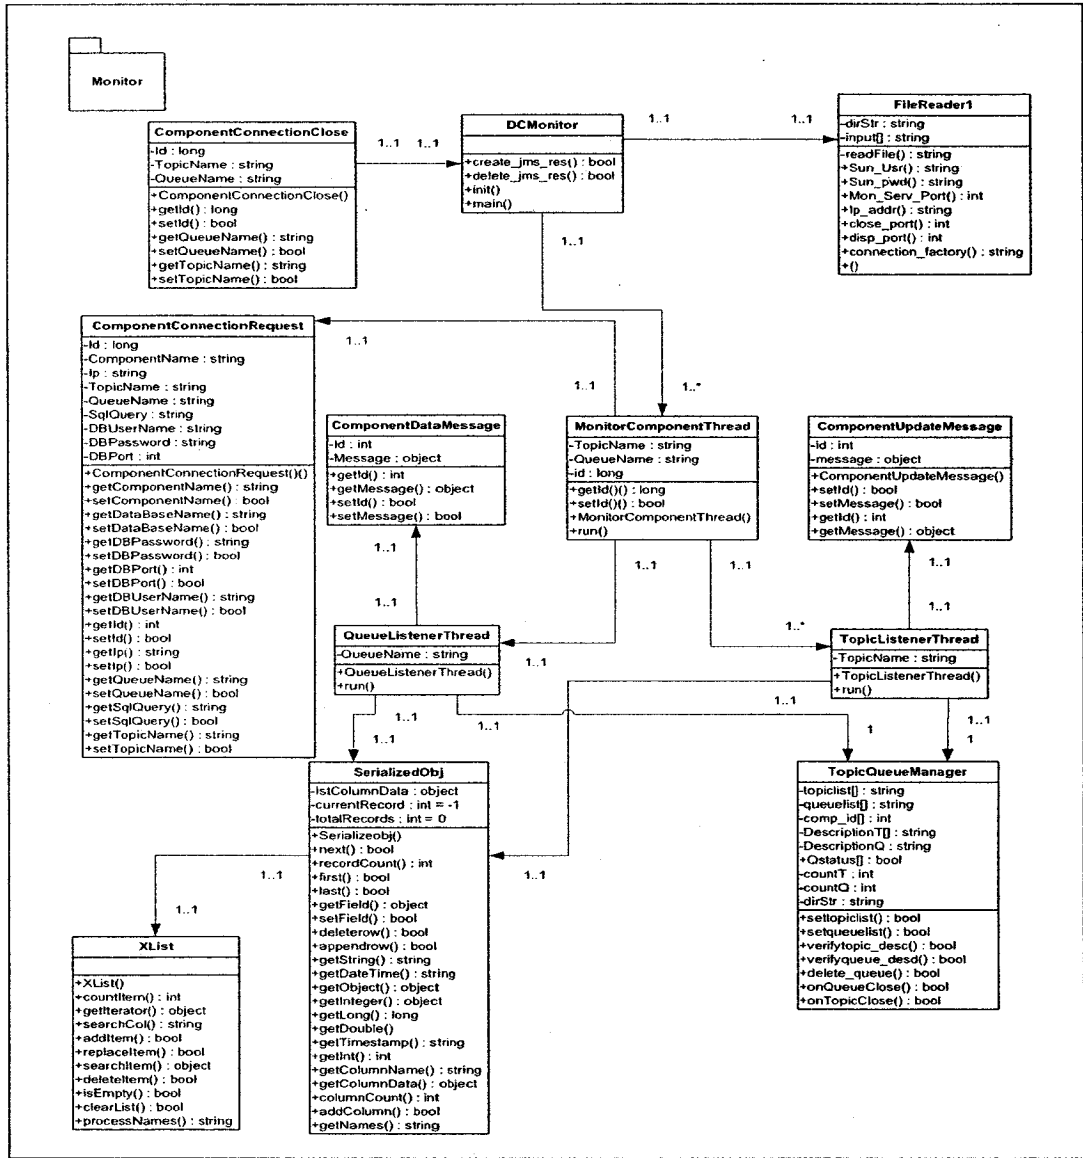 Monitor
ComponentConnectionClose
-Id : long
-TopicName : string
-QueueName : string
+ComponentConnectionClose()
+getId() : long
+setId() : bool
+getQueueName() : string
+setQueueName() : bool
+getTopicName() : string
+setTopicName() : bool
1..1 1..1
DCMonitor
+create_jms_res() : bool
+delete_jms_res() : bool
+init()
+main()
1..1 1..1
FileReader1
-dirStr : string
-input[] : string
-readFile() : string
+Sun_Usr() : string
+Sun_pwd() : string
+Mon_Serv_Port() : int
+Ip_addr() : string
+close_port() : int
+disp_port() : int
+connection_factory() : string
+()
1..1
ComponentConnectionRequest
-Id : long
-ComponentName : string
-Ip : string
-TopicName : string
-QueueName : string
-SqlQuery : string
-DBUserName : string
-DBPassword : string
-DBPort : int
+ComponentConnectionRequest()()
+getComponentName() : string
+setComponentName() : bool
+getDataBaseName() : string
+setDataBaseName() : bool
+getDBPassword() : string
+setDBPassword() : bool
+getDBPort() : int
+setDBPort() : bool
+getDBUserName() : string
+setDBUserName() : bool
+getId() : int
+setId() : bool
+getIp() : string
+setIp() : bool
+getQueueName() : string
+setQueueName() : bool
+getSqlQuery() : string
+setSqlQuery() : bool
+getTopicName() : string
+setTopicName() : bool
1..1
1..1
1..*
ComponentDataMessage
-Id : int
-Message : object
+getId() : int
+getMessage() : object
+setId() : bool
+setMessage() : bool
MonitorComponentThread
-TopicName : string
-QueueName : string
-id : long
+getId()() : long
+setId()() : bool
+MonitorComponentThread()
+run()
ComponentUpdateMessage
-id : int
-message : object
+ComponentUpdateMessage()
+setId() : bool
+setMessage() : bool
+getId() : int
+getMessage() : object
1..1
1..1
1..1
1..1
1..1
1..1
1..*
QueueListenerThread
-QueueName : string
+QueueListenerThread()
+run()
1..1
TopicListenerThread
-TopicName : string
+TopicListenerThread()
+run()
1..1
1..1
1..1
1..1
1
1..1
1
SerializedObj
-lstColumnData : object
-currentRecord : int = -1
-totalRecords : int = 0
+Serializeobj()
+next() : bool
+recordCount() : int
+first() : bool
+last() : bool
+getField() : object
+setField() : bool
+deleterow() : bool
+appendrow() : bool
+getString() : string
+getDateTime() : string
+getObject() : object
+getInteger() : object
+getLong() : long
+getDouble()
+getTimestamp() : string
+getInt() : int
+getColumnName() : string
+getColumnData() : object
+columnCount() : int
+addColumn() : bool
+getNames() : string
1..1
TopicQueueManager
-topiclist[] : string
-queuelist[] : string
-comp_id[] : int
-DescriptionT[] : string
-DescriptionQ : string
+Qstatus[] : bool
-countT : int
-countQ : int
-dirStr : string
+settopiclist() : bool
+setqueuelist() : bool
+verifytopic_desc() : bool
+verifyqueue_desd() : bool
+delete_queue() : bool
+onQueueClose() : bool
+onTopicClose() : bool
1..1
1..1
XList
+XList()
+countItem() : int
+getIterator() : object
+searchCol() : string
+addItem() : bool
+replaceItem() : bool
+searchItem() : object
+deleteItem() : bool
+isEmpty() : bool
+clearList() : bool
+processNames() : string